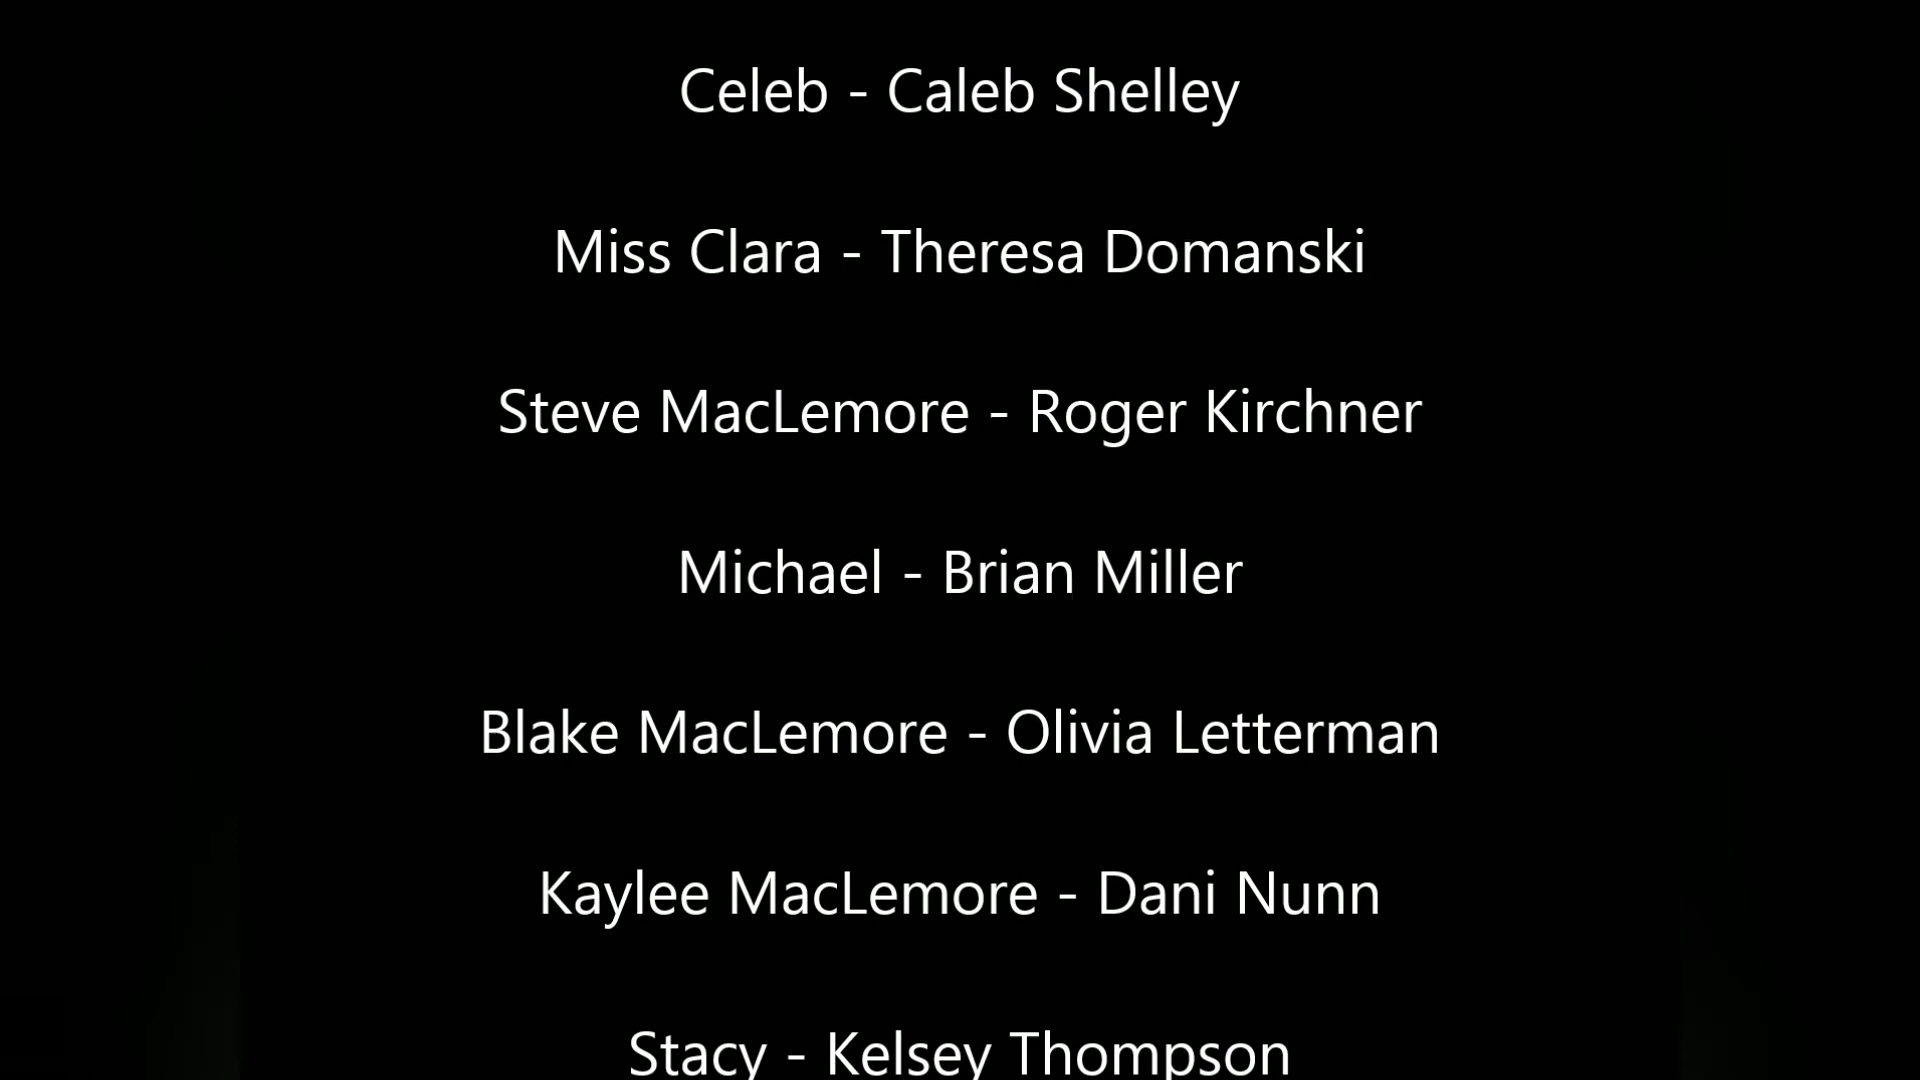 Celeb - Caleb Shelley
Miss Clara - Theresa Domanski
Steve MacLemore - Roger Kirchner
Michael - Brian Miller
Blake MacLemore - Olivia Letterman
Kaylee MacLemore - Dani Nunn
Stacy - Kelsey Thompson